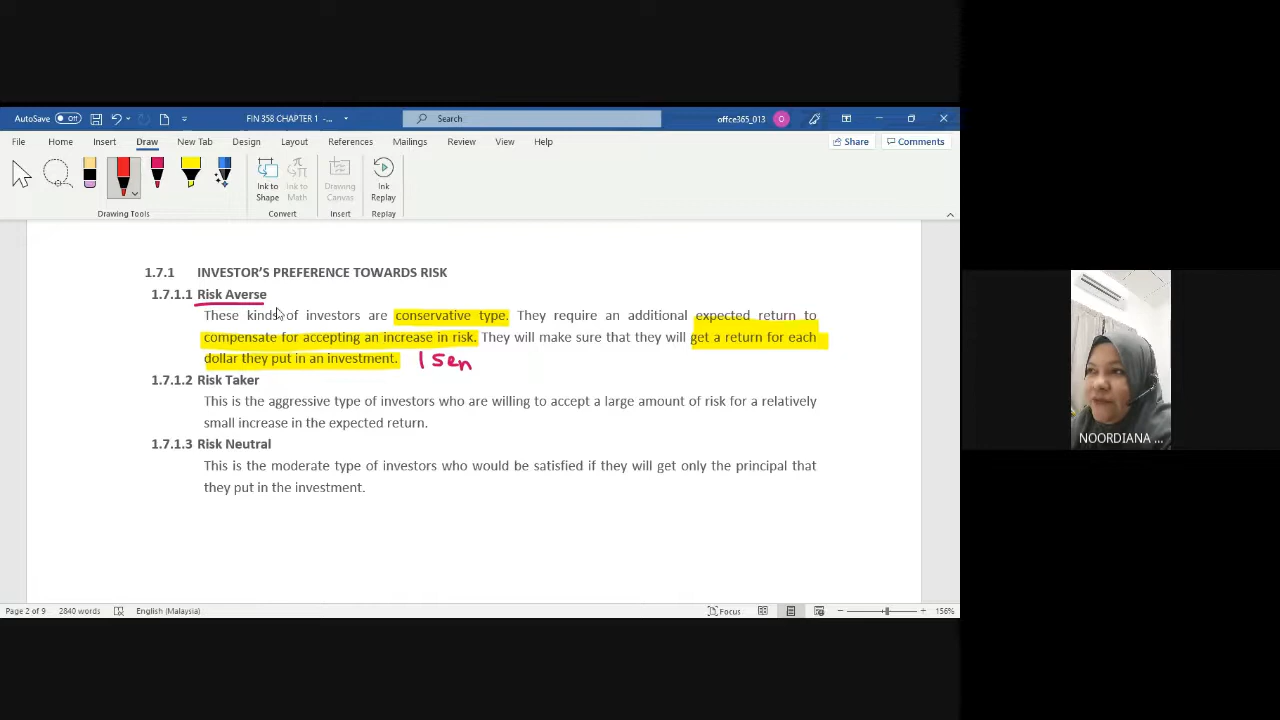 AutoSave Off FIN 358 CHAPTER 1 -... Search offce365_013 O
File Home Insert Draw New Tab Design Layout References Mailings Review View Help Share Comments
Ink to Shape Ink to Math Drawing Canvas Ink Replay
Drawing Tools Convert Insert Replay
1.7.1 INVESTOR'S PREFERENCE TOWARDS RISK
1.7.1.1 Risk Averse
These kinds of investors are conservative type. They require an additional expected return to
compensate for accepting an increase in risk. They will make sure that they will get a return for each
dollar they put in an investment. 1 Sen
1.7.1.2 Risk Taker
This is the aggressive type of investors who are willing to accept a large amount of risk for a relatively
small increase in the expected return.
1.7.1.3 Risk Neutral
This is the moderate type of investors who would be satisfied if they will get only the principal that
they put in the investment.
NOORDIANA ...
Page 2 of 9 2840 words English (Malaysia) Focus 156%